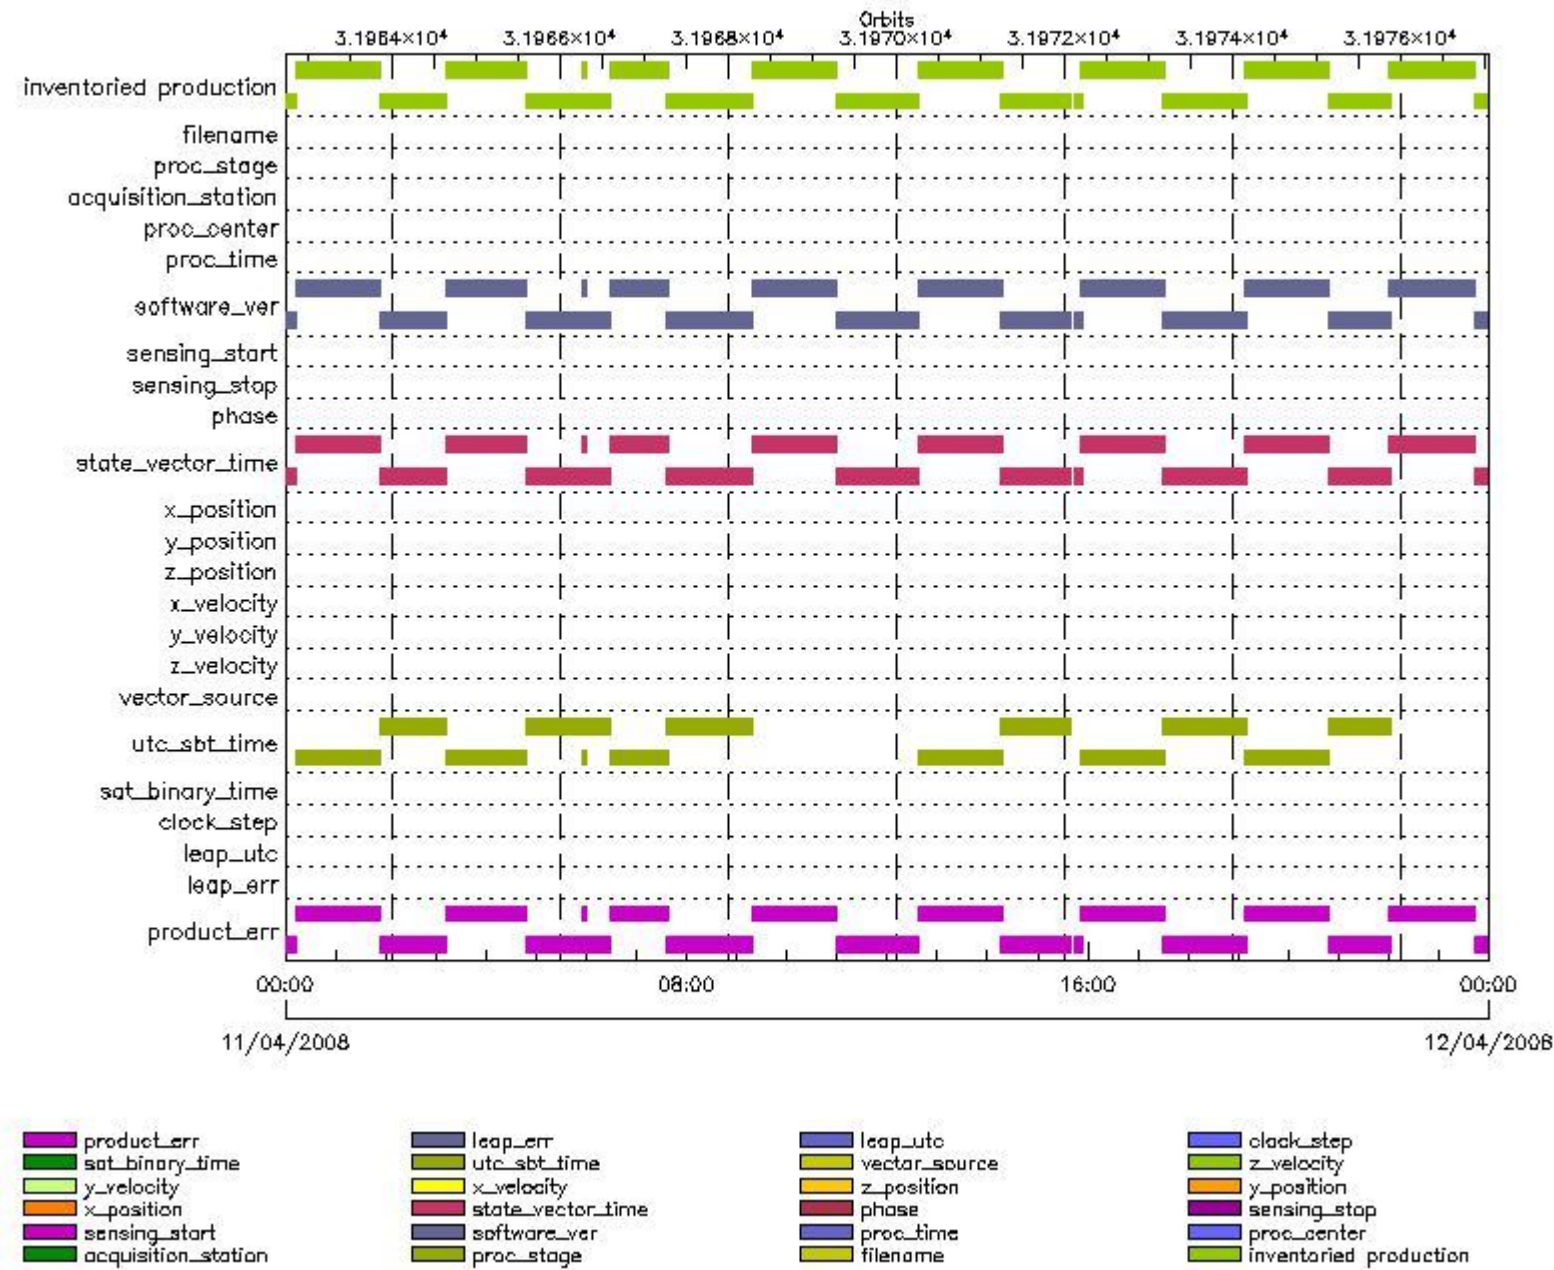 Orbits
3.1964×10⁴ 3.1966×10⁴ 3.1968×10⁴ 3.1970×10⁴ 3.1972×10⁴ 3.1974×10⁴ 3.1976×10⁴
inventoried production
filename
proc_stage
acquisition_station
proc_center
proc_time
software_ver
sensing_start
sensing_stop
phase
state_vector_time
x_position
y_position
z_position
x_velocity
y_velocity
z_velocity
vector_source
utc_sbt_time
sat_binary_time
clock_step
leap_utc
leap_err
product_err
00:00 08:00 16:00 00:00
11/04/2008 12/04/2008
product_err leap_err leap_utc clock_step
sat_binary_time utc_sbt_time vector_source z_velocity
y_velocity x_velocity z_position y_position
x_position state_vector_time phase sensing_stop
sensing_start software_ver proc_time proc_center
acquisition_station proc_stage filename inventoried production